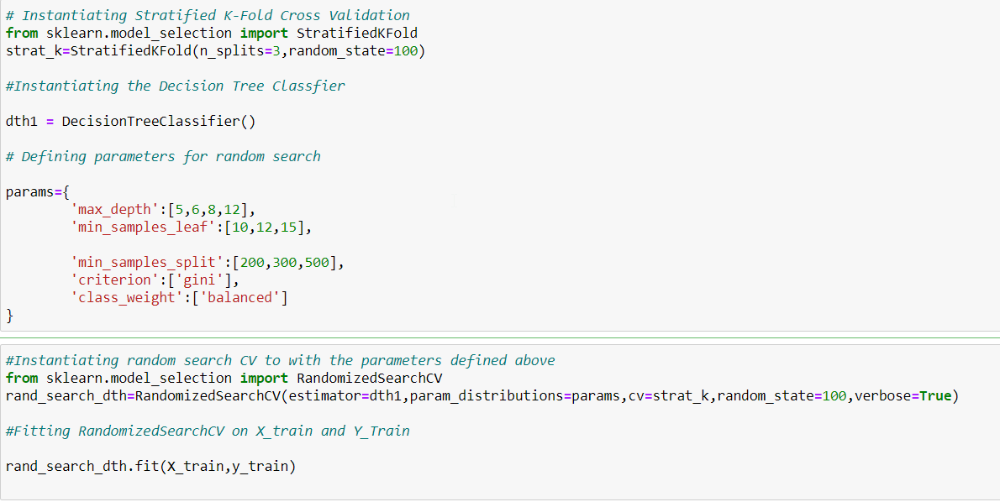 # Instantiating Stratified K-Fold Cross Validation
from sklearn.model_selection import StratifiedKFold
strat_k=StratifiedKFold(n_splits=3,random_state=100)
#Instantiating the Decision Tree Classfier
dth1 = DecisionTreeClassifier()
# Defining parameters for random search
params={
'max_depth':[5,6,8,12],
'min_samples_leaf':[10,12,15],
'min_samples_split':[200,300,500],
'criterion':['gini'],
'class_weight':['balanced']
}
#Instantiating random search CV to with the parameters defined above
from sklearn.model_selection import RandomizedSearchCV
rand_search_dth=RandomizedSearchCV(estimator=dth1,param_distributions=params,cv=strat_k,random_state=100,verbose=True)
#Fitting RandomizedSearchCV on X_train and Y_Train
rand_search_dth.fit(X_train,y_train)